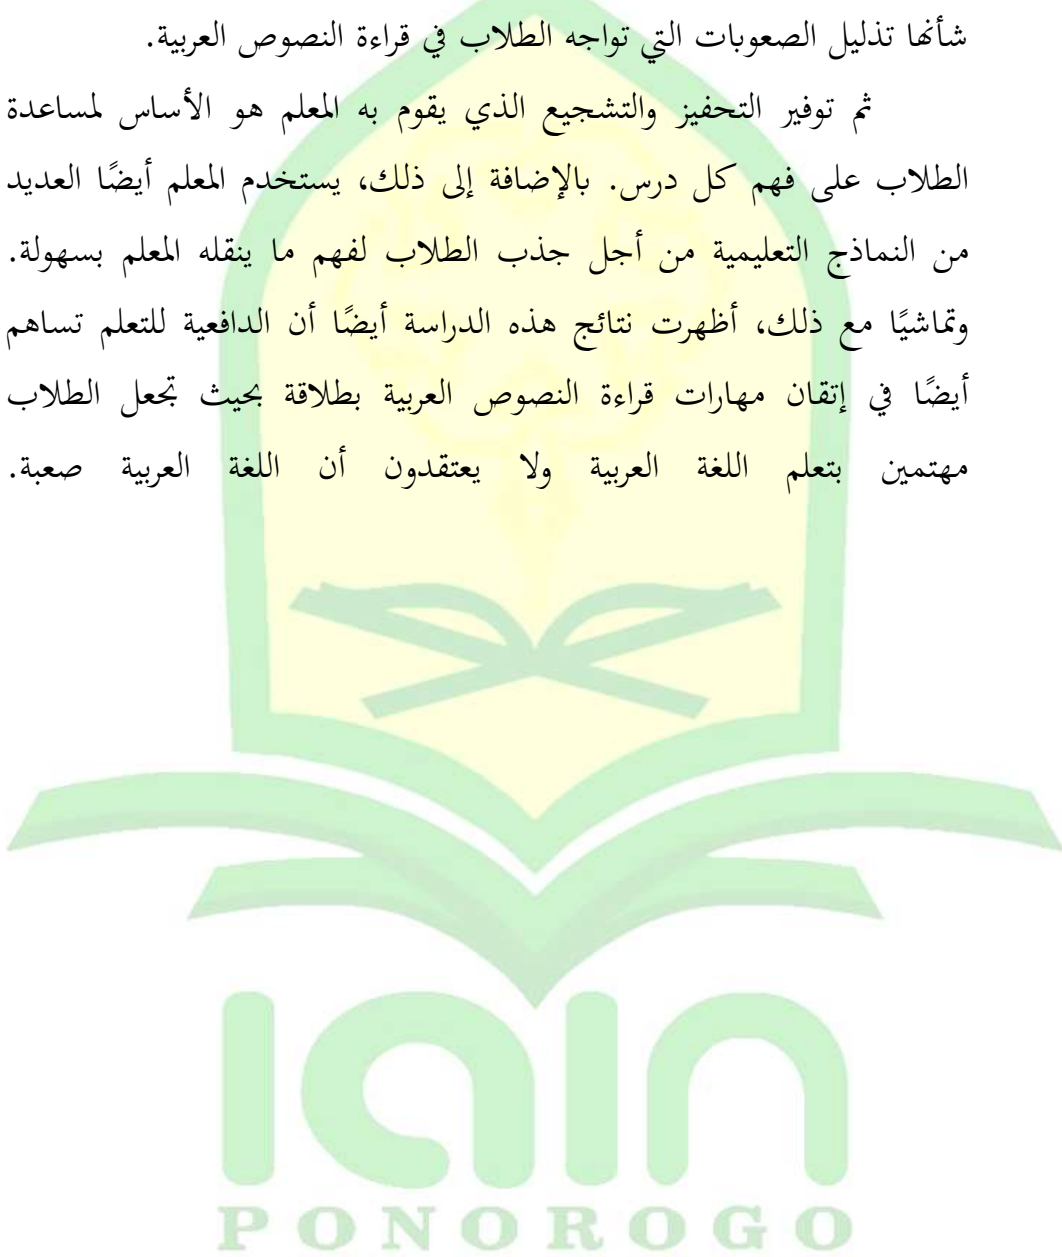 شأنها تذليل الصعوبات التي تواجه الطلاب في قراءة النصوص العربية.
ثم توفير التحفيز والتشجيع الذي يقوم به المعلم هو الأساس لمساعدة
الطلاب على فهم كل درس. بالإضافة إلى ذلك، يستخدم المعلم أيضًا العديد
من النماذج التعليمية من أجل جذب الطلاب لفهم ما ينقله المعلم بسهولة.
وتماشيًا مع ذلك، أظهرت نتائج هذه الدراسة أيضًا أن الدافعية للتعلم تساهم
أيضًا في إتقان مهارات قراءة النصوص العربية بطلاقة بحيث تجعل الطلاب
مهتمين بتعلم اللغة العربية ولا يعتقدون أن اللغة العربية صعبة.
iain
PONOROGO